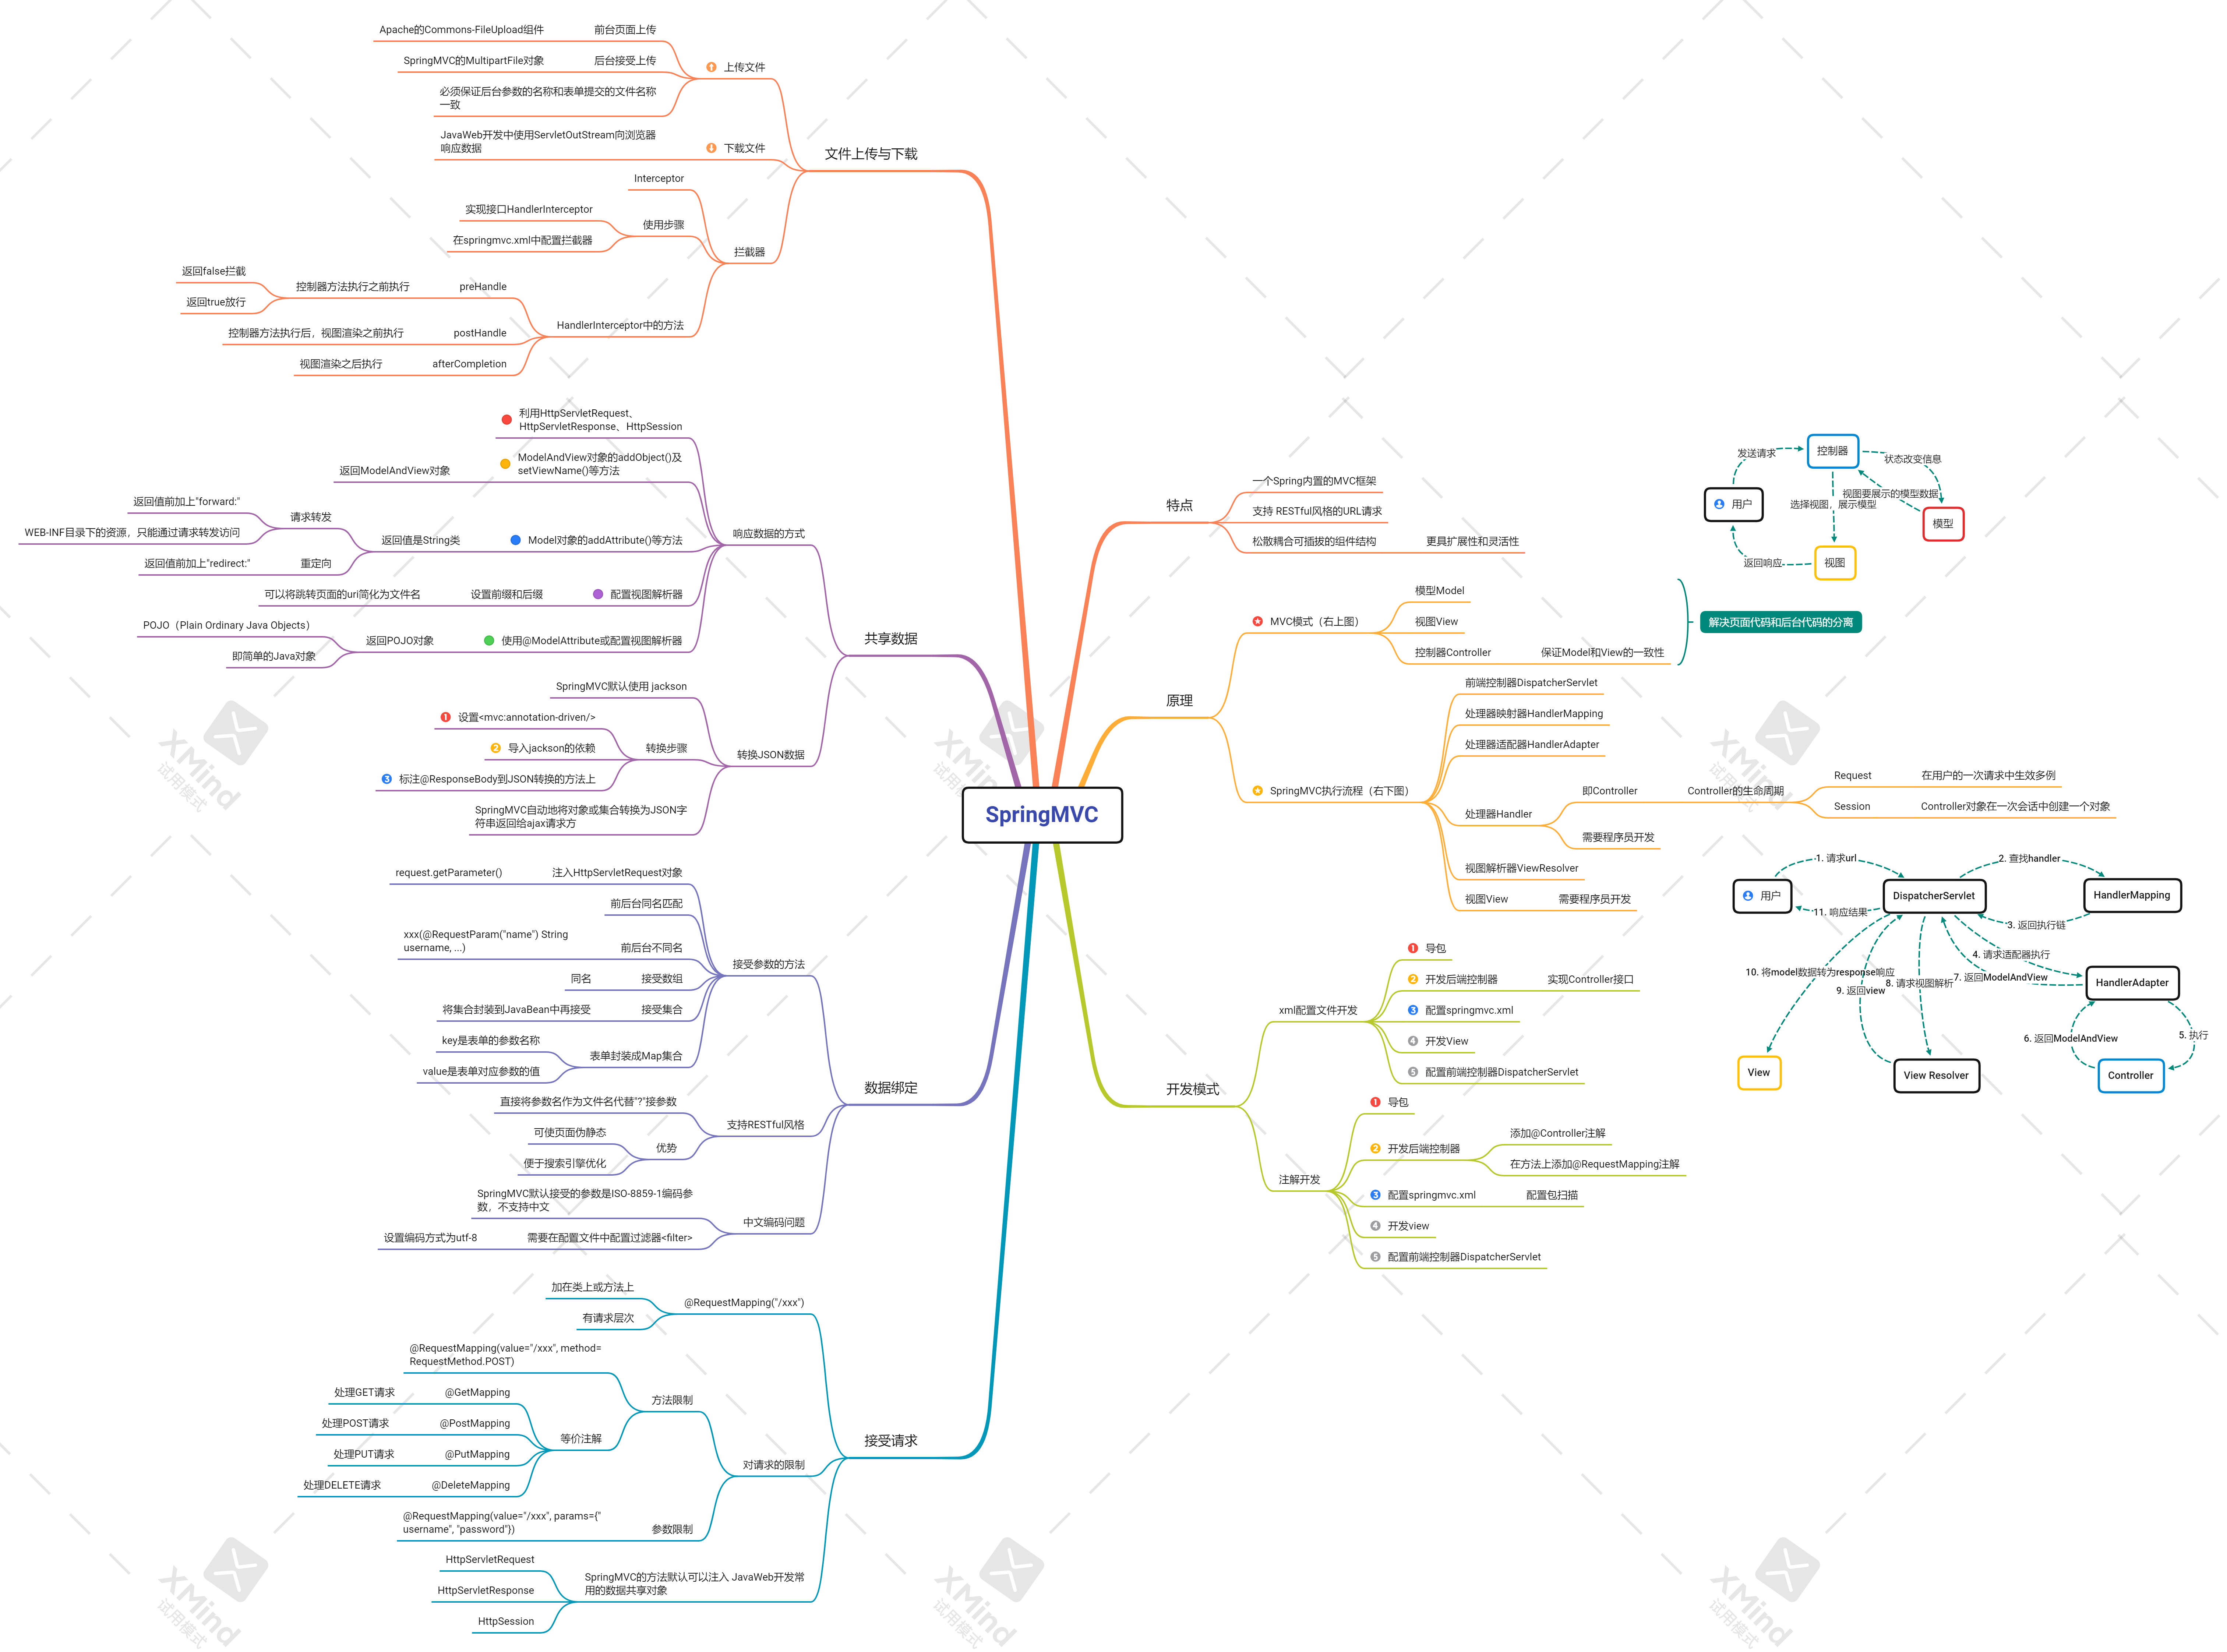 SpringMVC
特点
一个Spring内置的MVC框架
支持 RESTful风格的URL请求
松散耦合可插拔的组件结构
更具扩展性和灵活性
原理
MVC模式（右上图）
模型Model
视图View
控制器Controller
保证Model和View的一致性
解决页面代码和后台代码的分离
SpringMVC执行流程（右下图）
前端控制器DispatcherServlet
处理器映射器HandlerMapping
处理器适配器HandlerAdapter
处理器Handler
即Controller
Controller的生命周期
Request
在用户的一次请求中生效多例
Session
Controller对象在一次会话中创建一个对象
需要程序员开发
视图解析器ViewResolver
视图View
需要程序员开发
开发模式
xml配置文件开发
1 导包
2 开发后端控制器
实现Controller接口
3 配置springmvc.xml
4 开发View
5 配置前端控制器DispatcherServlet
注解开发
1 导包
2 开发后端控制器
添加@Controller注解
在方法上添加@RequestMapping注解
3 配置springmvc.xml
配置包扫描
4 开发view
5 配置前端控制器DispatcherServlet
控制器
发送请求
状态改变信息
用户
视图要展示的模型数据
选择视图，展示模型
模型
返回响应
视图
1. 请求url
2. 查找handler
用户
DispatcherServlet
HandlerMapping
11. 响应结果
3. 返回执行链
4. 请求适配器执行
10. 将model数据转为response响应
7. 返回ModelAndView
8. 请求视图解析
9. 返回view
HandlerAdapter
6. 返回ModelAndView
5. 执行
View
View Resolver
Controller
文件上传与下载
上传文件
前台页面上传
Apache的Commons-FileUpload组件
后台接受上传
SpringMVC的MultipartFile对象
必须保证后台参数的名称和表单提交的文件名称
一致
下载文件
JavaWeb开发中使用ServletOutStream向浏览器
响应数据
拦截器
Interceptor
使用步骤
实现接口HandlerInterceptor
在springmvc.xml中配置拦截器
HandlerInterceptor中的方法
preHandle
控制器方法执行之前执行
返回false拦截
返回true放行
postHandle
控制器方法执行后，视图渲染之前执行
afterCompletion
视图渲染之后执行
共享数据
响应数据的方式
利用HttpServletRequest、
HttpServletResponse、HttpSession
ModelAndView对象的addObject()及
setViewName()等方法
返回ModelAndView对象
Model对象的addAttribute()等方法
返回值是String类
请求转发
返回值前加上"forward:"
WEB-INF目录下的资源，只能通过请求转发访问
重定向
返回值前加上"redirect:"
配置视图解析器
设置前缀和后缀
可以将跳转页面的uri简化为文件名
使用@ModelAttribute或配置视图解析器
返回POJO对象
POJO（Plain Ordinary Java Objects）
即简单的Java对象
转换JSON数据
SpringMVC默认使用 jackson
转换步骤
1 设置<mvc:annotation-driven/>
2 导入jackson的依赖
3 标注@ResponseBody到JSON转换的方法上
SpringMVC自动地将对象或集合转换为JSON字
符串返回给ajax请求方
数据绑定
接受参数的方法
注入HttpServletRequest对象
request.getParameter()
前后台同名匹配
前后台不同名
xxx(@RequestParam("name") String
username, ...)
接受数组
同名
接受集合
将集合封装到JavaBean中再接受
表单封装成Map集合
key是表单的参数名称
value是表单对应参数的值
支持RESTful风格
直接将参数名作为文件名代替"?"接参数
优势
可使页面伪静态
便于搜索引擎优化
中文编码问题
SpringMVC默认接受的参数是ISO-8859-1编码参
数，不支持中文
需要在配置文件中配置过滤器<filter>
设置编码方式为utf-8
接受请求
@RequestMapping("/xxx")
加在类上或方法上
有请求层次
对请求的限制
方法限制
@RequestMapping(value="/xxx", method=
RequestMethod.POST)
等价注解
@GetMapping
处理GET请求
@PostMapping
处理POST请求
@PutMapping
处理PUT请求
@DeleteMapping
处理DELETE请求
参数限制
@RequestMapping(value="/xxx", params={"
username", "password"})
SpringMVC的方法默认可以注入 JavaWeb开发常
用的数据共享对象
HttpServletRequest
HttpServletResponse
HttpSession
XMind
试用模式
XMind
试用模式
XMind
试用模式
XMind
试用模式
XMind
试用模式
XMind
试用模式